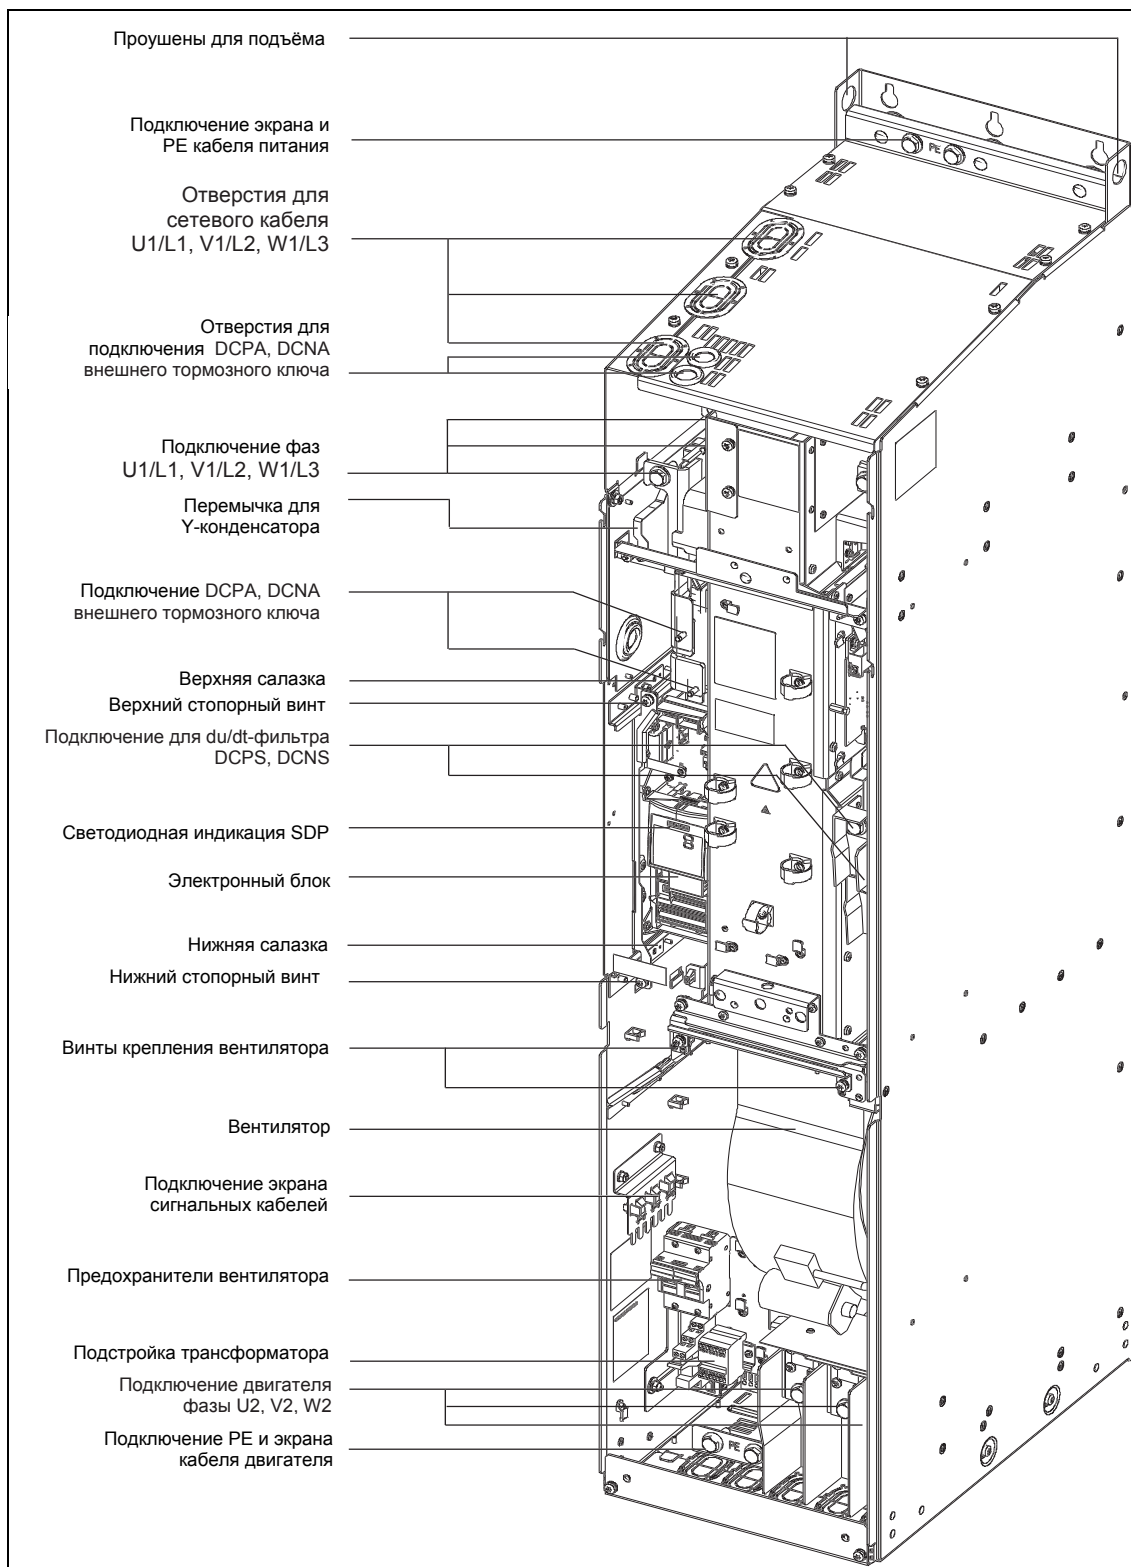 Проушены для подъёма
Подключение экрана и
PE кабеля питания
PE
Отверстия для
сетевого кабеля
U1/L1, V1/L2, W1/L3
Отверстия для
подключения DCPA, DCNA
внешнего тормозного ключа
Подключение фаз
U1/L1, V1/L2, W1/L3
Перемычка для
Y-конденсатора
Подключение DCPA, DCNA
внешнего тормозного ключа
Верхняя салазка
Верхний стопорный винт
Подключение для du/dt-фильтра
DCPS, DCNS
Светодиодная индикация SDP
Электронный блок
Нижняя салазка
Нижний стопорный винт
Винты крепления вентилятора
Вентилятор
Подключение экрана
сигнальных кабелей
Предохранители вентилятора
Подстройка трансформатора
Подключение двигателя
фазы U2, V2, W2
Подключение PE и экрана
кабеля двигателя
PE